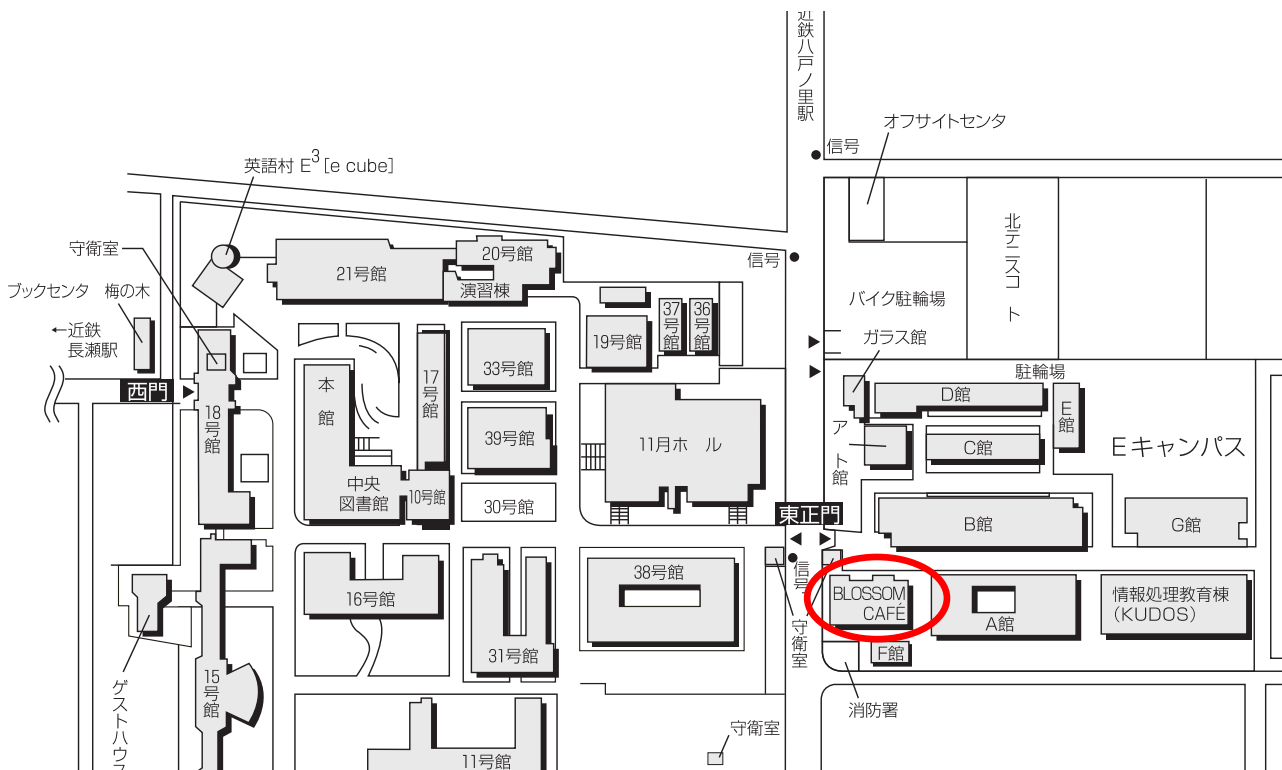 近鉄八戸ノ里駅
信号
オフサイトセンタ
英語村 E³ [e cube]
守衛室
ブックセンタ 梅の木
←近鉄
長瀬駅
西門
21号館
20号館
演習棟
信号
北テニスコート
バイク駐輪場
ガラス館
駐輪場
19号館
37号館
36号館
33号館
17号館
本館
18号館
39号館
11月ホール
D館
E館
C館
アート館
Eキャンパス
中央
図書館
10号館
30号館
東正門
B館
G館
信号
38号館
16号館
31号館
守衛室
BLOSSOM
CAFÉ
A館
情報処理教育棟
(KUDOS)
F館
消防署
15号館
ゲストハウス
守衛室
11号館